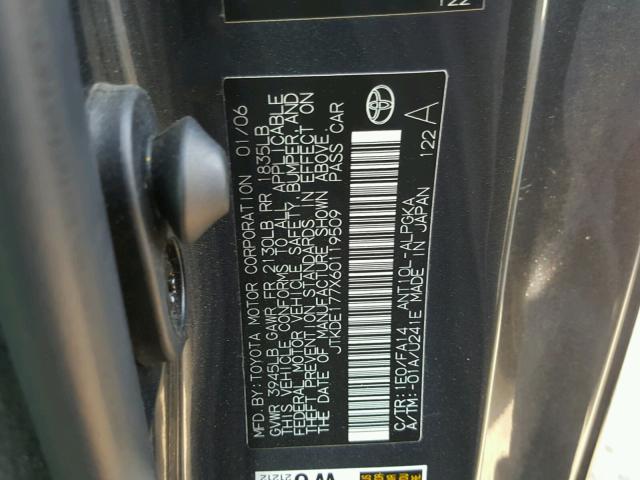 122
MFD. BY: TOYOTA MOTOR CORPORATION 01/06
GVWR 3945LB GAWR FR 2130LB RR 1835LB
THIS VEHICLE CONFORMS TO ALL APPLICABLE
FEDERAL MOTOR VEHICLE SAFETY, BUMPER, AND
THEFT PREVENTION STANDARDS IN EFFECT ON
THE DATE OF MANUFACTURE SHOWN ABOVE.
JTKDE177X60119509 PASS CAR
C/TR: 1E0/FA14 ANT10L-ALPGKA
A/TM: -01A/U241E MADE IN JAPAN
122 A
21212